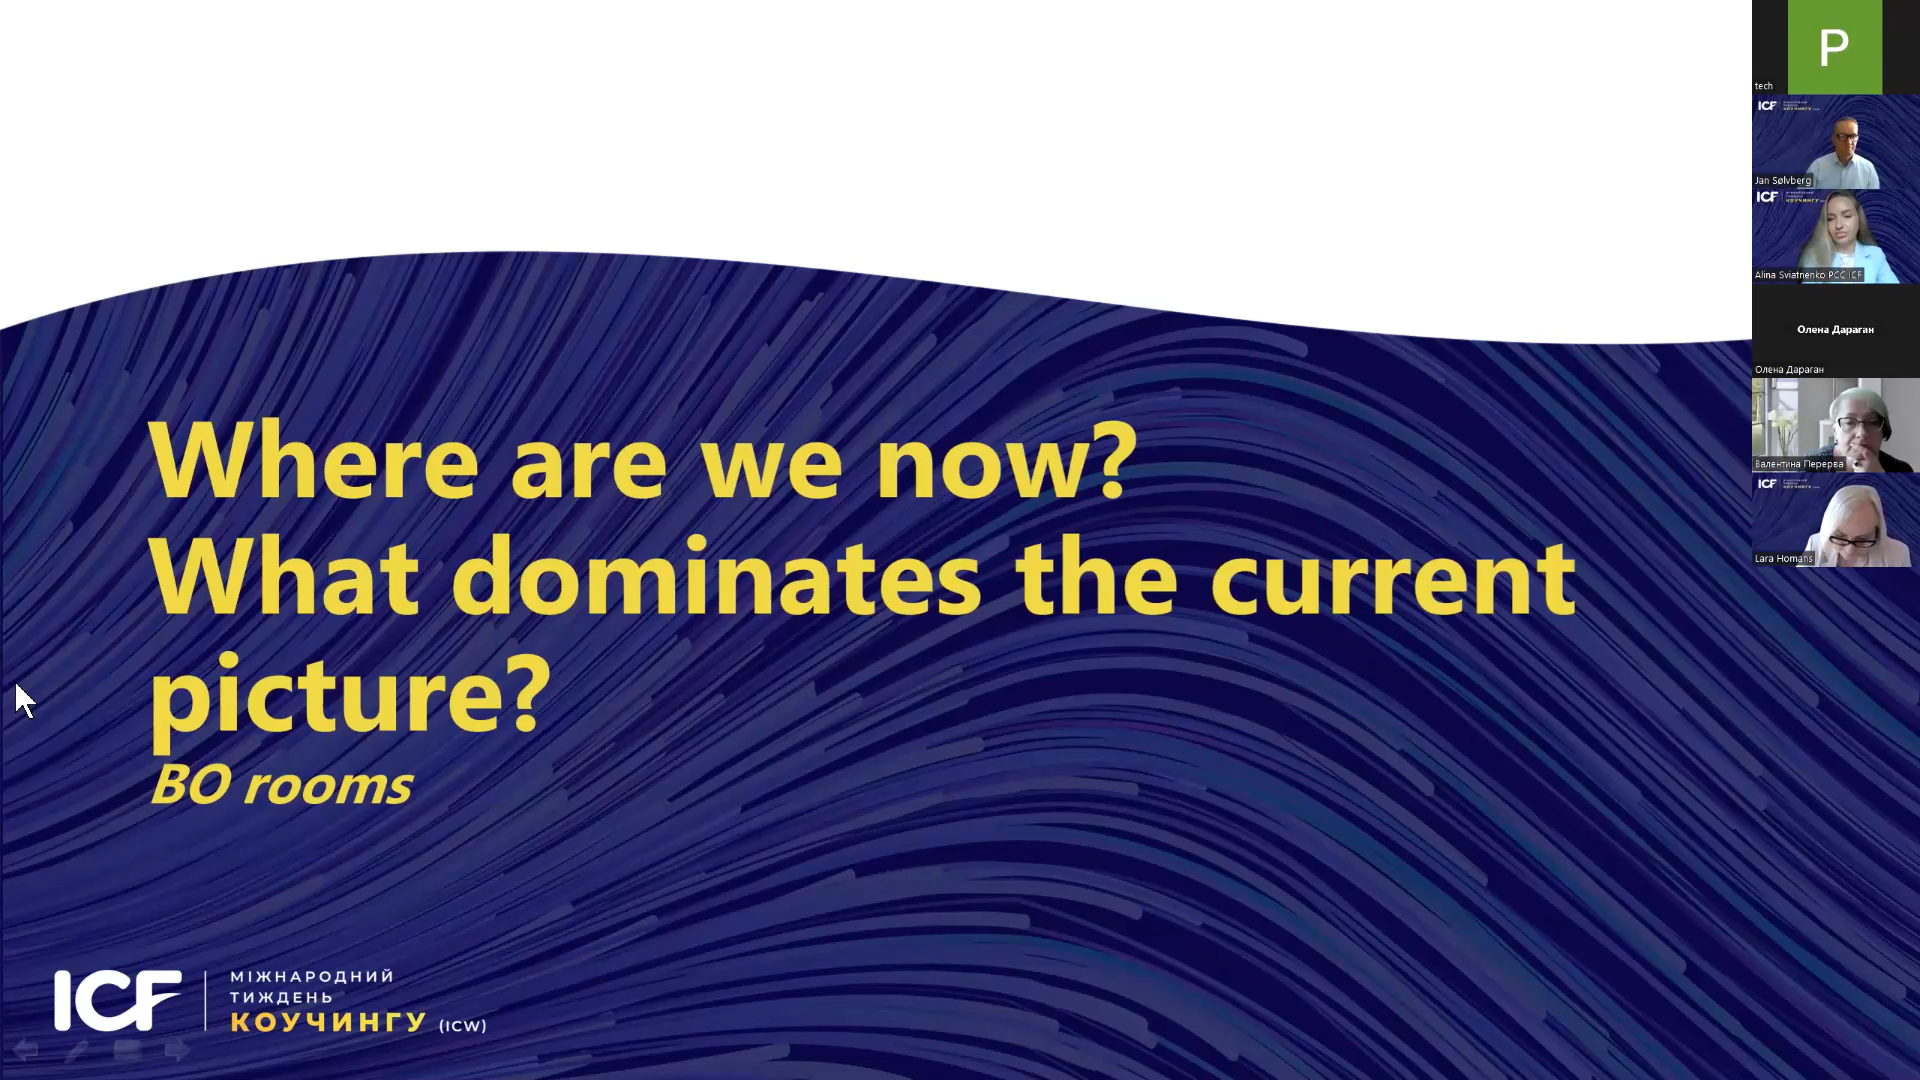 Where are we now?
What dominates the current
picture?
BO rooms
ICF
МІЖНАРОДНИЙ
ТИЖДЕНЬ
КОУЧИНГУ (ICW)
P
tech
ICF
Jan Sølvberg
ICF
КОУЧИНГУ
Alina Sviatnenko PCC ICF
Олена Дараган
Олена Дараган
Валентина Перерва
ICF
Lara Homans